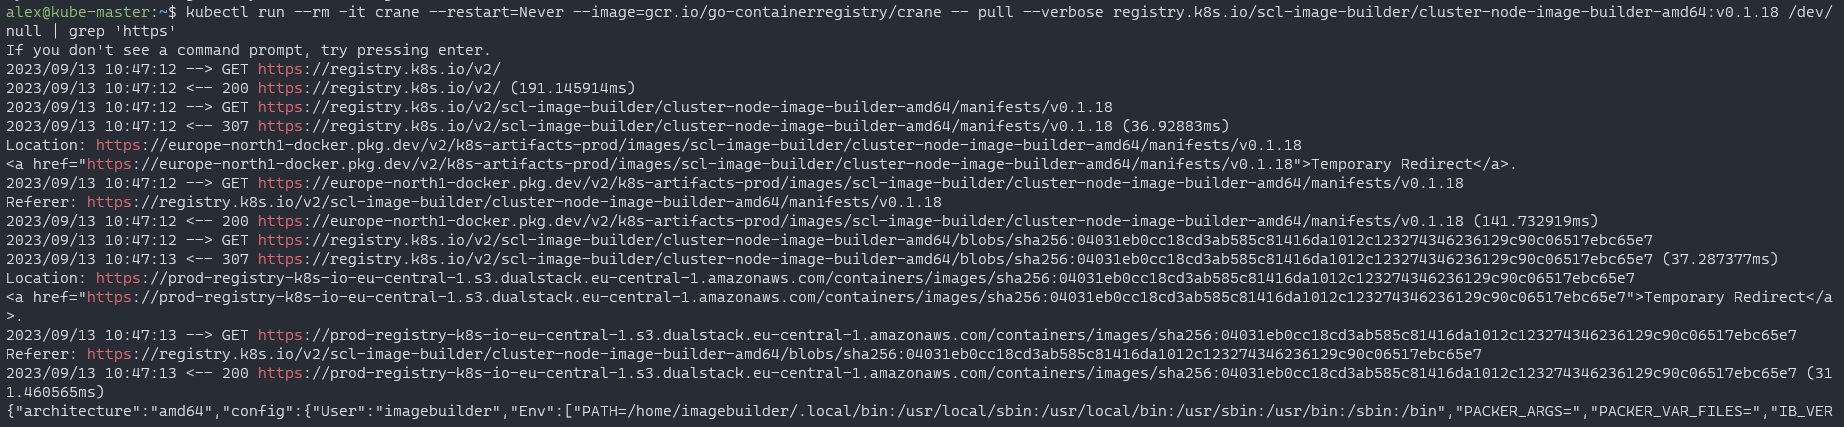 alex@kube-master:~$ kubectl run --rm -it crane --restart=Never --image=gcr.io/go-containerregistry/crane -- pull --verbose registry.k8s.io/scl-image-builder/cluster-node-image-builder-amd64:v0.1.18 /dev/
null | grep 'https'
If you don't see a command prompt, try pressing enter.
2023/09/13 10:47:12 --> GET https://registry.k8s.io/v2/
2023/09/13 10:47:12 <-- 200 https://registry.k8s.io/v2/ (191.145914ms)
2023/09/13 10:47:12 --> GET https://registry.k8s.io/v2/scl-image-builder/cluster-node-image-builder-amd64/manifests/v0.1.18
2023/09/13 10:47:12 <-- 307 https://registry.k8s.io/v2/scl-image-builder/cluster-node-image-builder-amd64/manifests/v0.1.18 (36.92883ms)
Location: https://europe-north1-docker.pkg.dev/v2/k8s-artifacts-prod/images/scl-image-builder/cluster-node-image-builder-amd64/manifests/v0.1.18
<a href="https://europe-north1-docker.pkg.dev/v2/k8s-artifacts-prod/images/scl-image-builder/cluster-node-image-builder-amd64/manifests/v0.1.18">Temporary Redirect</a>.
2023/09/13 10:47:12 --> GET https://europe-north1-docker.pkg.dev/v2/k8s-artifacts-prod/images/scl-image-builder/cluster-node-image-builder-amd64/manifests/v0.1.18
Referer: https://registry.k8s.io/v2/scl-image-builder/cluster-node-image-builder-amd64/manifests/v0.1.18
2023/09/13 10:47:12 <-- 200 https://europe-north1-docker.pkg.dev/v2/k8s-artifacts-prod/images/scl-image-builder/cluster-node-image-builder-amd64/manifests/v0.1.18 (141.732919ms)
2023/09/13 10:47:12 --> GET https://registry.k8s.io/v2/scl-image-builder/cluster-node-image-builder-amd64/blobs/sha256:04031eb0cc18cd3ab585c81416da1012c123274346236129c90c06517ebc65e7
2023/09/13 10:47:13 <-- 307 https://registry.k8s.io/v2/scl-image-builder/cluster-node-image-builder-amd64/blobs/sha256:04031eb0cc18cd3ab585c81416da1012c123274346236129c90c06517ebc65e7 (37.287377ms)
Location: https://prod-registry-k8s-io-eu-central-1.s3.dualstack.eu-central-1.amazonaws.com/containers/images/sha256:04031eb0cc18cd3ab585c81416da1012c123274346236129c90c06517ebc65e7
<a href="https://prod-registry-k8s-io-eu-central-1.s3.dualstack.eu-central-1.amazonaws.com/containers/images/sha256:04031eb0cc18cd3ab585c81416da1012c123274346236129c90c06517ebc65e7">Temporary Redirect</a
>.
2023/09/13 10:47:13 --> GET https://prod-registry-k8s-io-eu-central-1.s3.dualstack.eu-central-1.amazonaws.com/containers/images/sha256:04031eb0cc18cd3ab585c81416da1012c123274346236129c90c06517ebc65e7
Referer: https://registry.k8s.io/v2/scl-image-builder/cluster-node-image-builder-amd64/blobs/sha256:04031eb0cc18cd3ab585c81416da1012c123274346236129c90c06517ebc65e7
2023/09/13 10:47:13 <-- 200 https://prod-registry-k8s-io-eu-central-1.s3.dualstack.eu-central-1.amazonaws.com/containers/images/sha256:04031eb0cc18cd3ab585c81416da1012c123274346236129c90c06517ebc65e7 (31
1.460565ms)
{"architecture":"amd64","config":{"User":"imagebuilder","Env":["PATH=/home/imagebuilder/.local/bin:/usr/local/sbin:/usr/local/bin:/usr/sbin:/usr/bin:/sbin:/bin","PACKER_ARGS=","PACKER_VAR_FILES=","IB_VER